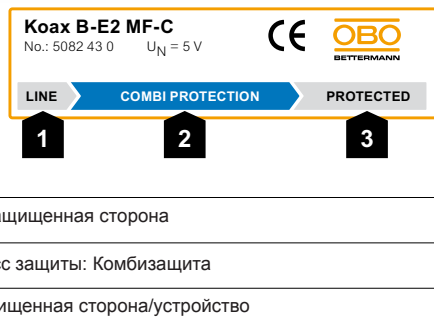 Koax B-E2 MF-C
No.: 5082 43 0 UN = 5 V
CE
OBO
BETTERMANN
LINE COMBI PROTECTION PROTECTED
1 2 3
ащищенная сторона
сс защиты: Комбизащита
ищенная сторона/устройство